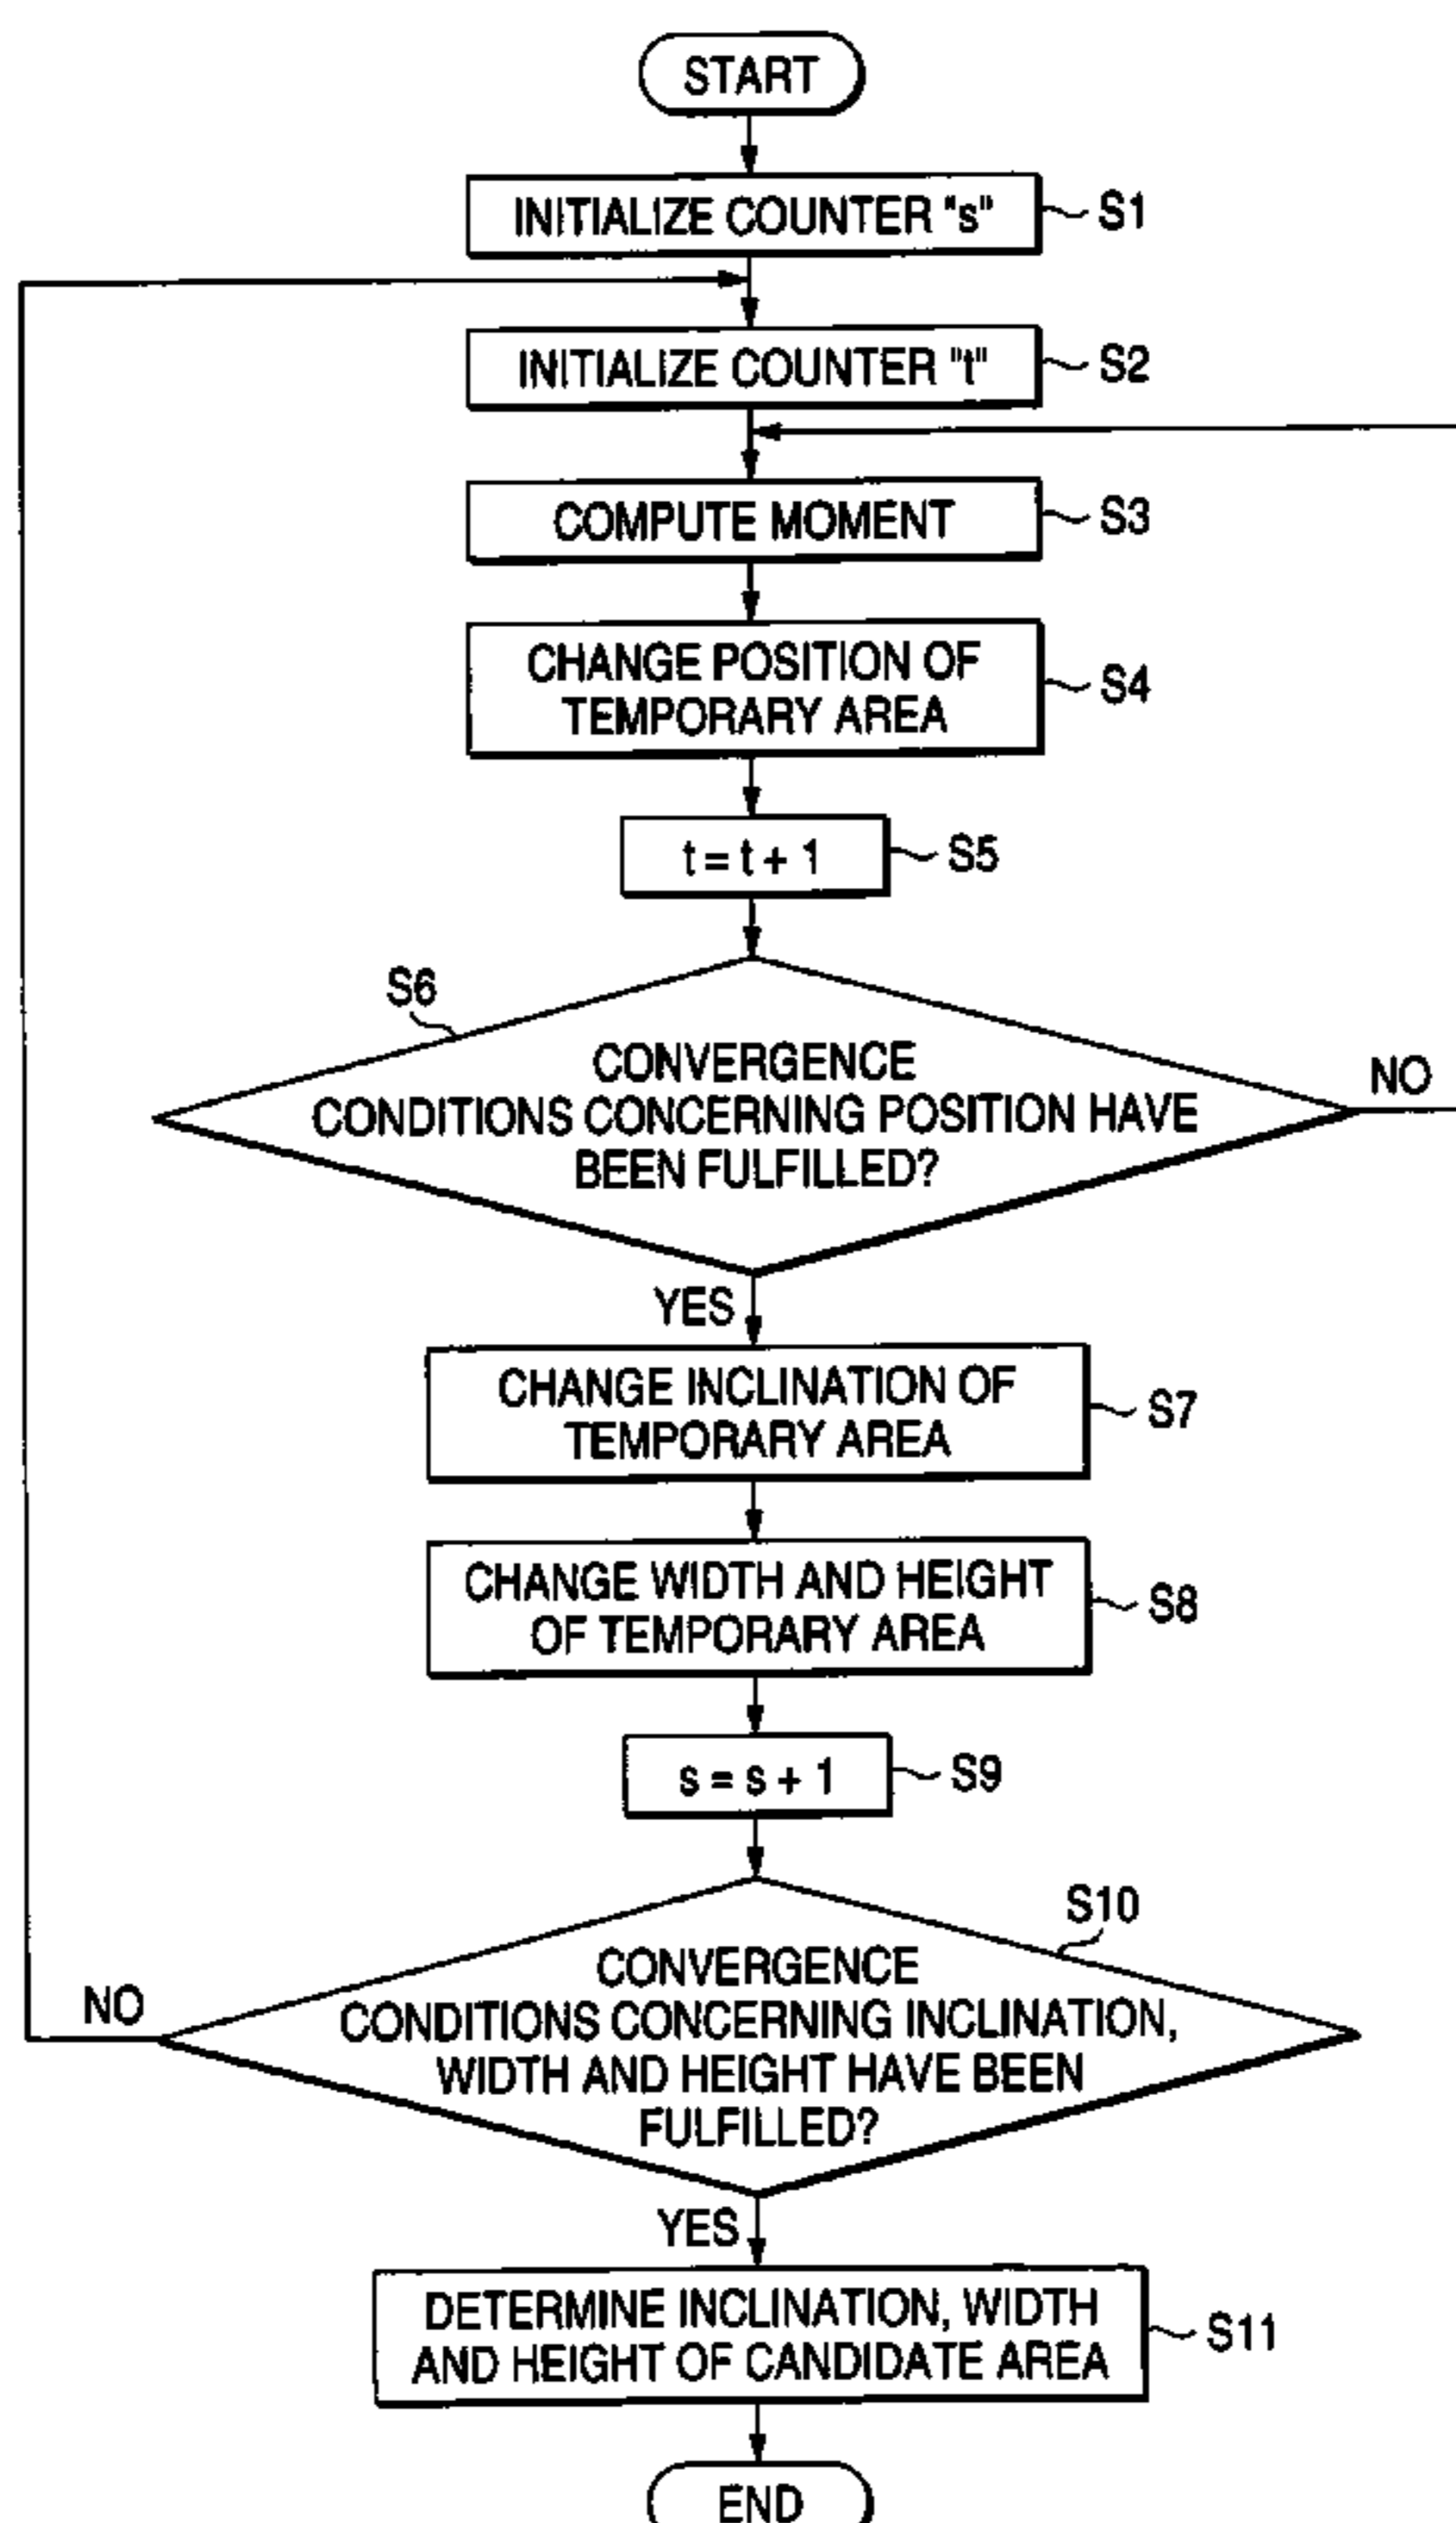 START
INITIALIZE COUNTER "s"
S1
INITIALIZE COUNTER "t"
S2
COMPUTE MOMENT
S3
CHANGE POSITION OF
TEMPORARY AREA
S4
t = t + 1
S5
S6
CONVERGENCE
CONDITIONS CONCERNING POSITION HAVE
BEEN FULFILLED?
NO
YES
CHANGE INCLINATION OF
TEMPORARY AREA
S7
CHANGE WIDTH AND HEIGHT
OF TEMPORARY AREA
S8
s = s + 1
S9
S10
CONVERGENCE
CONDITIONS CONCERNING INCLINATION,
WIDTH AND HEIGHT HAVE BEEN
FULFILLED?
NO
YES
DETERMINE INCLINATION, WIDTH
AND HEIGHT OF CANDIDATE AREA
S11
END